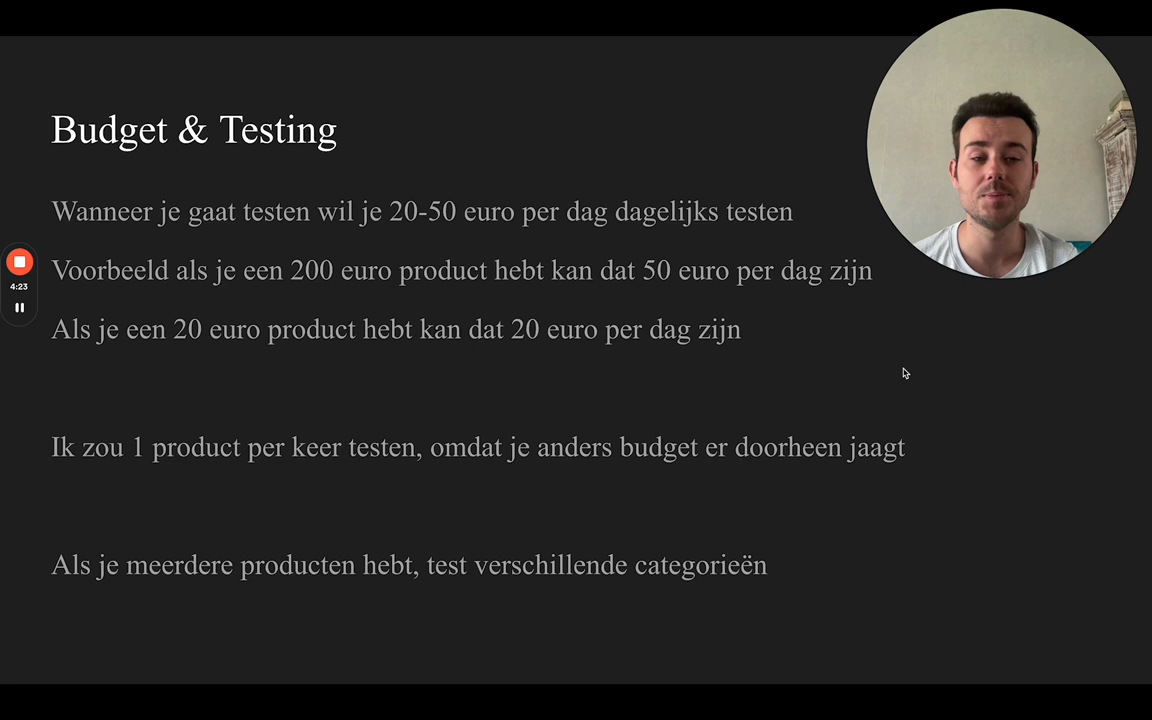 Budget & Testing
Wanneer je gaat testen wil je 20-50 euro per dag dagelijks testen
Voorbeeld als je een 200 euro product hebt kan dat 50 euro per dag zijn
4:23
Als je een 20 euro product hebt kan dat 20 euro per dag zijn
Ik zou 1 product per keer testen, omdat je anders budget er doorheen jaagt
Als je meerdere producten hebt, test verschillende categorieën